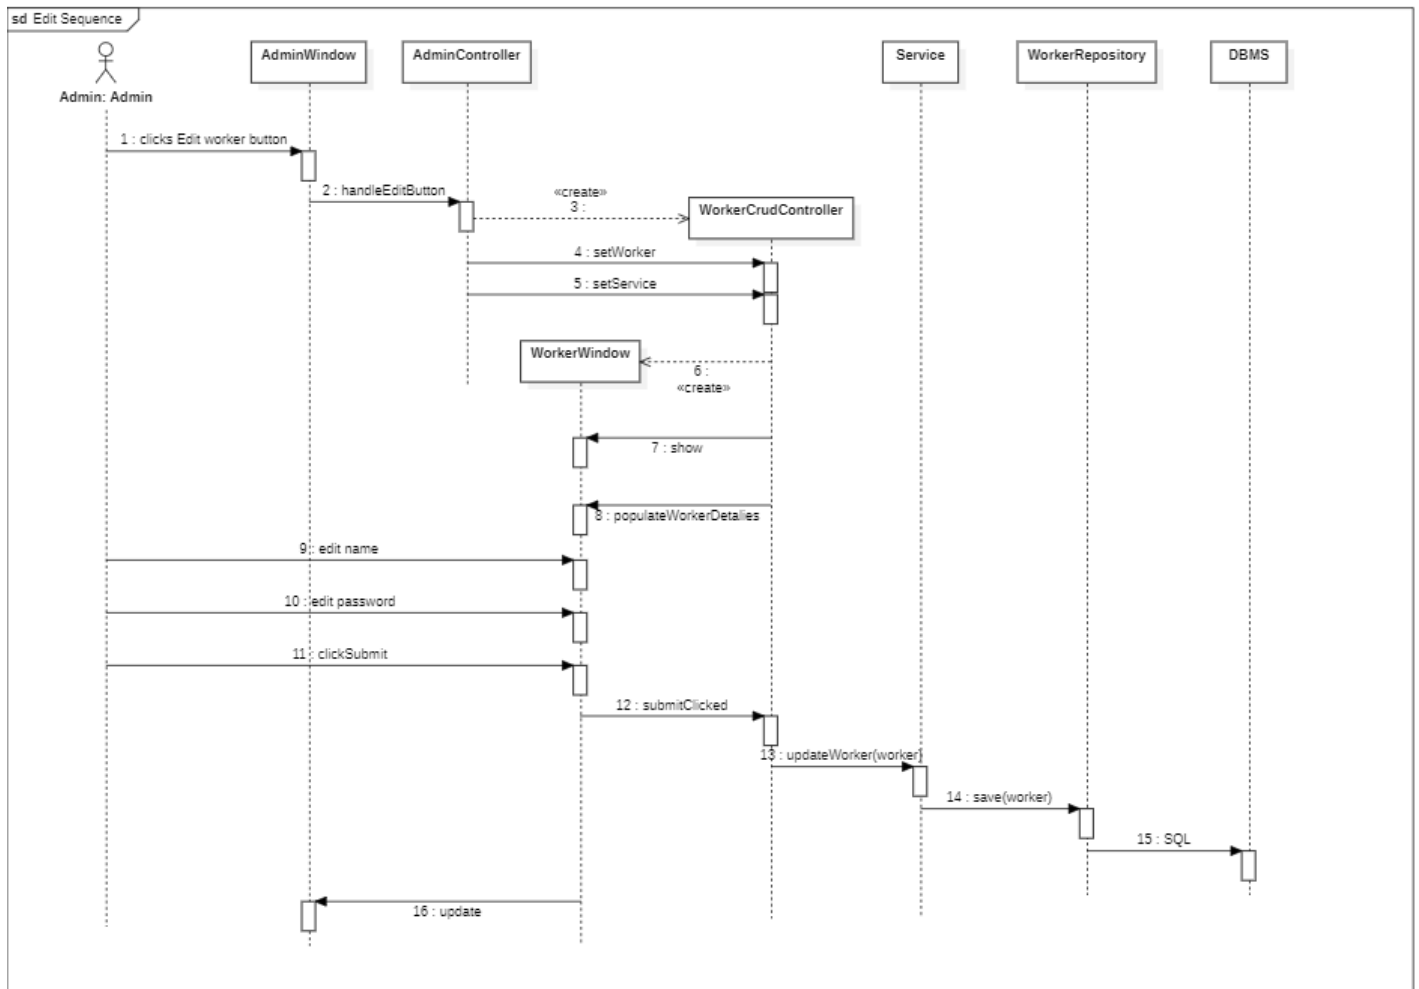 sd Edit Sequence
Admin: Admin
AdminWindow
AdminController
Service
WorkerRepository
DBMS
1 : clicks Edit worker button
2 : handleEditButton
«create»
3 :
WorkerCrudController
4 : setWorker
5 : setService
WorkerWindow
6 :
«create»
7 : show
8 : populateWorkerDetalies
9 : edit name
10 : edit password
11 : clickSubmit
12 : submitClicked
13 : updateWorker(worker)
14 : save(worker)
15 : SQL
16 : update